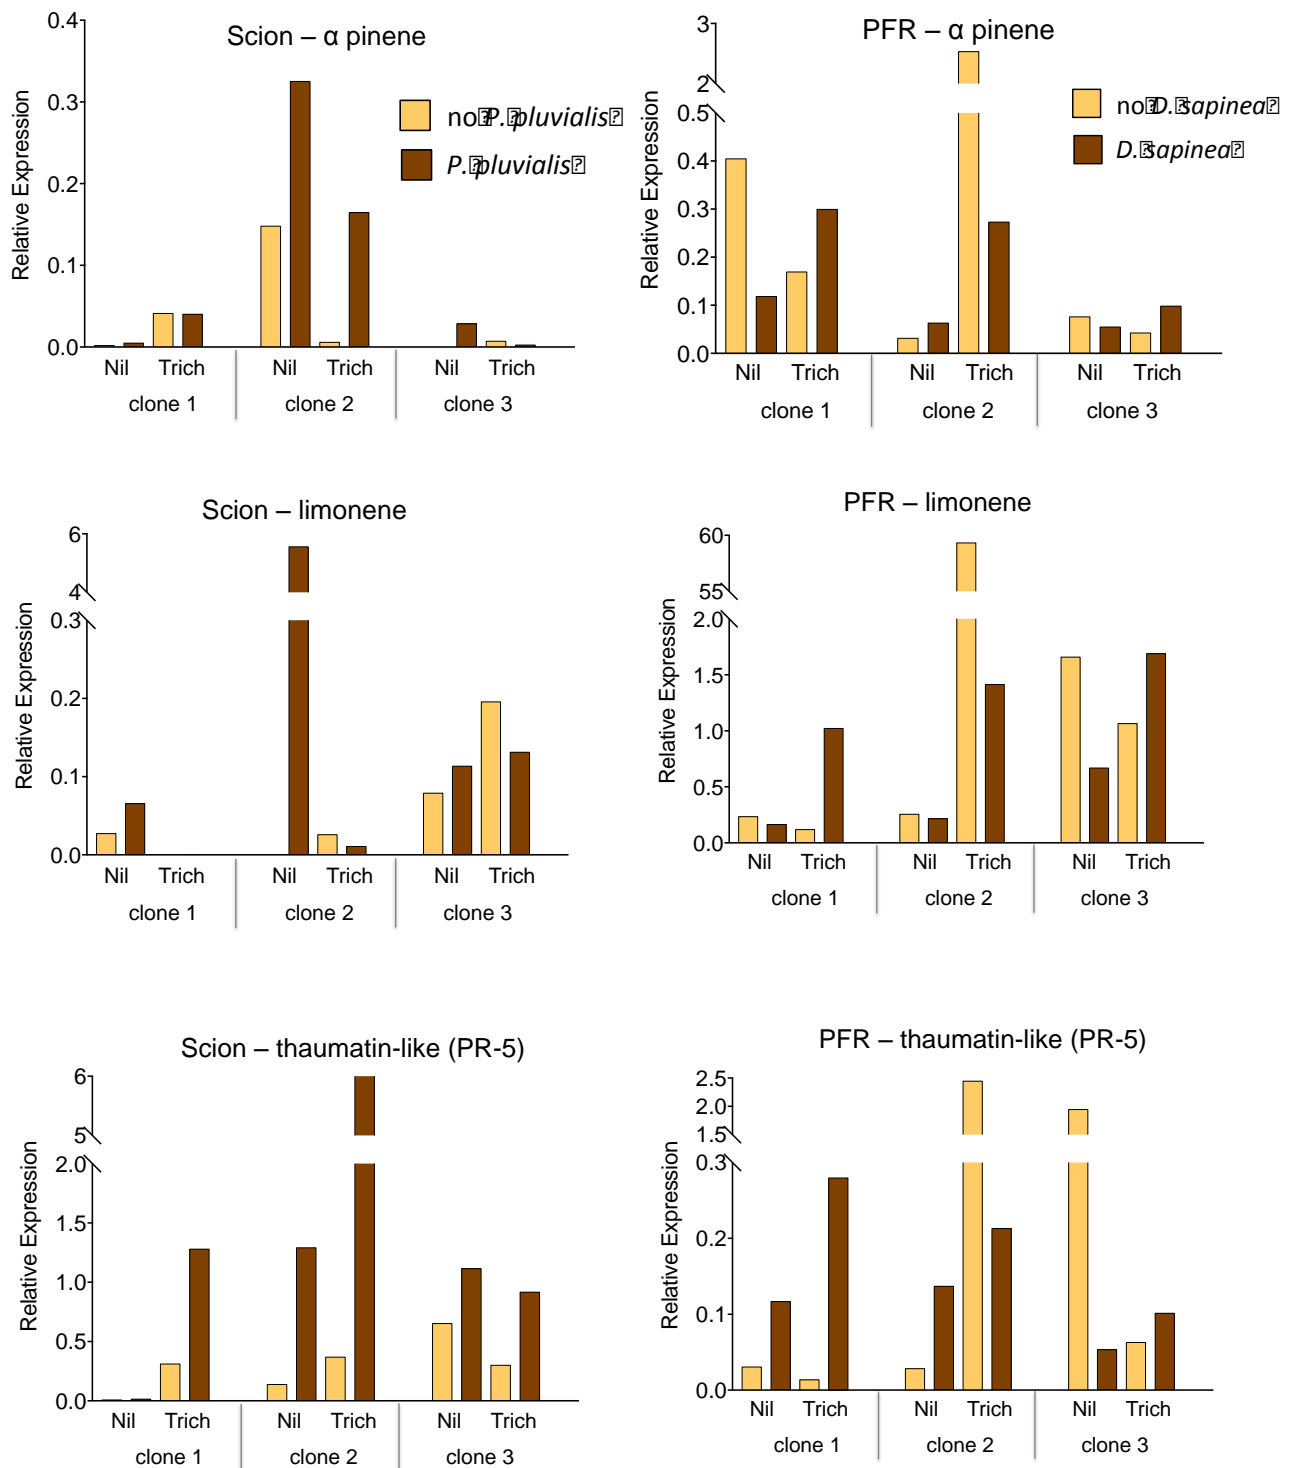 Scion – α pinene
0.4
0.3
0.2
0.1
0.0
Relative Expression
no P. pluvialis
P. pluvialis
Nil Trich Nil Trich Nil Trich
clone 1 clone 2 clone 3
PFR – α pinene
3
2
0.5
0.4
0.3
0.2
0.1
0.0
Relative Expression
no D. sapinea
D. sapinea
Nil Trich Nil Trich Nil Trich
clone 1 clone 2 clone 3
Scion – limonene
6
4
0.3
0.2
0.1
0.0
Relative Expression
Nil Trich Nil Trich Nil Trich
clone 1 clone 2 clone 3
PFR – limonene
60
55
2.0
1.5
1.0
0.5
0.0
Relative Expression
Nil Trich Nil Trich Nil Trich
clone 1 clone 2 clone 3
Scion – thaumatin-like (PR-5)
6
5
2.0
1.5
1.0
0.5
0.0
Relative Expression
Nil Trich Nil Trich Nil Trich
clone 1 clone 2 clone 3
PFR – thaumatin-like (PR-5)
2.5
2.0
1.5
0.3
0.2
0.1
0.0
Relative Expression
Nil Trich Nil Trich Nil Trich
clone 1 clone 2 clone 3